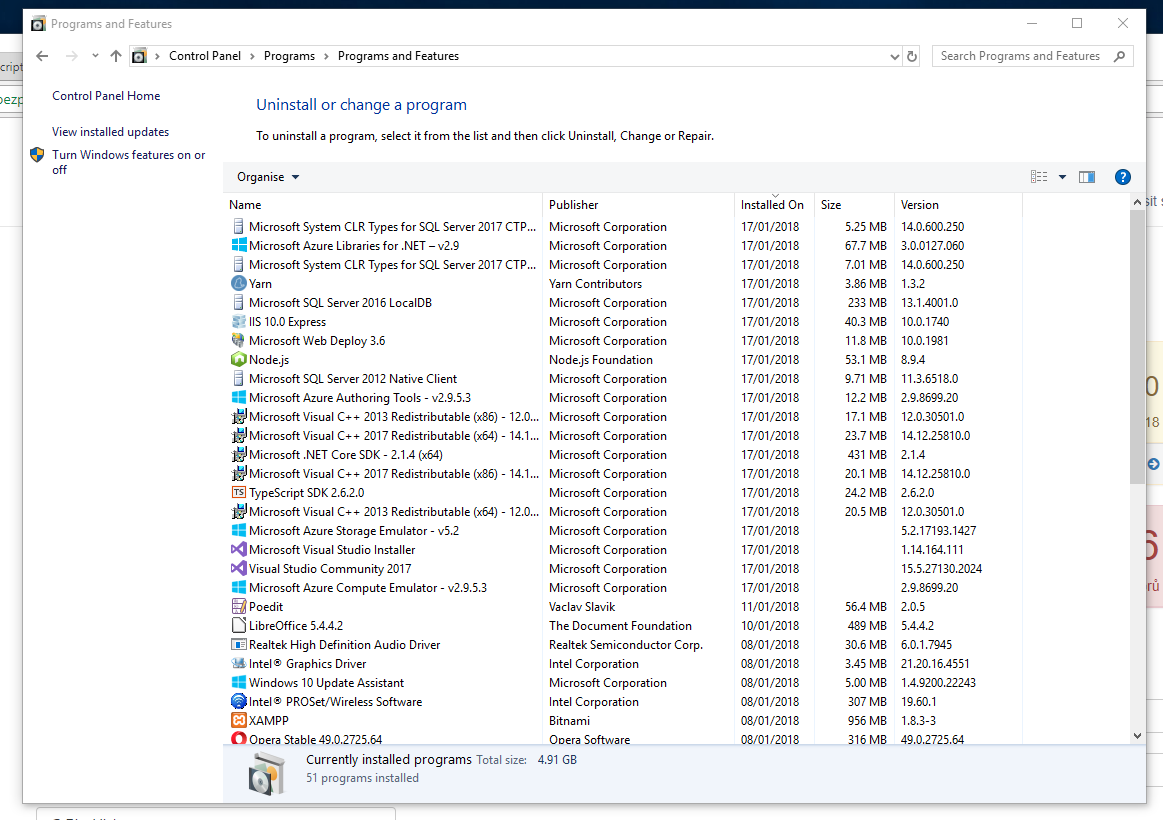 Programs and Features
Control Panel > Programs > Programs and Features
Search Programs and Features
Control Panel Home
View installed updates
Turn Windows features on or
off
Uninstall or change a program
To uninstall a program, select it from the list and then click Uninstall, Change or Repair.
Organise
Name Publisher Installed On Size Version
Microsoft System CLR Types for SQL Server 2017 CTP... Microsoft Corporation 17/01/2018 5.25 MB 14.0.600.250
Microsoft Azure Libraries for .NET – v2.9 Microsoft Corporation 17/01/2018 67.7 MB 3.0.0127.060
Microsoft System CLR Types for SQL Server 2017 CTP... Microsoft Corporation 17/01/2018 7.01 MB 14.0.600.250
Yarn Yarn Contributors 17/01/2018 3.86 MB 1.3.2
Microsoft SQL Server 2016 LocalDB Microsoft Corporation 17/01/2018 233 MB 13.1.4001.0
IIS 10.0 Express Microsoft Corporation 17/01/2018 40.3 MB 10.0.1740
Microsoft Web Deploy 3.6 Microsoft Corporation 17/01/2018 11.8 MB 10.0.1981
Node.js Node.js Foundation 17/01/2018 53.1 MB 8.9.4
Microsoft SQL Server 2012 Native Client Microsoft Corporation 17/01/2018 9.71 MB 11.3.6518.0
Microsoft Azure Authoring Tools - v2.9.5.3 Microsoft Corporation 17/01/2018 12.2 MB 2.9.8699.20
Microsoft Visual C++ 2013 Redistributable (x86) - 12.0... Microsoft Corporation 17/01/2018 17.1 MB 12.0.30501.0
Microsoft Visual C++ 2017 Redistributable (x64) - 14.1... Microsoft Corporation 17/01/2018 23.7 MB 14.12.25810.0
Microsoft .NET Core SDK - 2.1.4 (x64) Microsoft Corporation 17/01/2018 431 MB 2.1.4
Microsoft Visual C++ 2017 Redistributable (x86) - 14.1... Microsoft Corporation 17/01/2018 20.1 MB 14.12.25810.0
TS TypeScript SDK 2.6.2.0 Microsoft Corporation 17/01/2018 24.2 MB 2.6.2.0
Microsoft Visual C++ 2013 Redistributable (x64) - 12.0... Microsoft Corporation 17/01/2018 20.5 MB 12.0.30501.0
Microsoft Azure Storage Emulator - v5.2 Microsoft Corporation 17/01/2018 5.2.17193.1427
Microsoft Visual Studio Installer Microsoft Corporation 17/01/2018 1.14.164.111
Visual Studio Community 2017 Microsoft Corporation 17/01/2018 15.5.27130.2024
Microsoft Azure Compute Emulator - v2.9.5.3 Microsoft Corporation 17/01/2018 2.9.8699.20
Poedit Vaclav Slavik 11/01/2018 56.4 MB 2.0.5
LibreOffice 5.4.4.2 The Document Foundation 10/01/2018 489 MB 5.4.4.2
Realtek High Definition Audio Driver Realtek Semiconductor Corp. 08/01/2018 30.6 MB 6.0.1.7945
Intel® Graphics Driver Intel Corporation 08/01/2018 3.45 MB 21.20.16.4551
Windows 10 Update Assistant Microsoft Corporation 08/01/2018 5.00 MB 1.4.9200.22243
Intel® PROSet/Wireless Software Intel Corporation 08/01/2018 307 MB 19.60.1
XAMPP Bitnami 08/01/2018 956 MB 1.8.3-3
Opera Stable 49.0.2725.64 Opera Software 08/01/2018 316 MB 49.0.2725.64
Currently installed programs Total size: 4.91 GB
51 programs installed